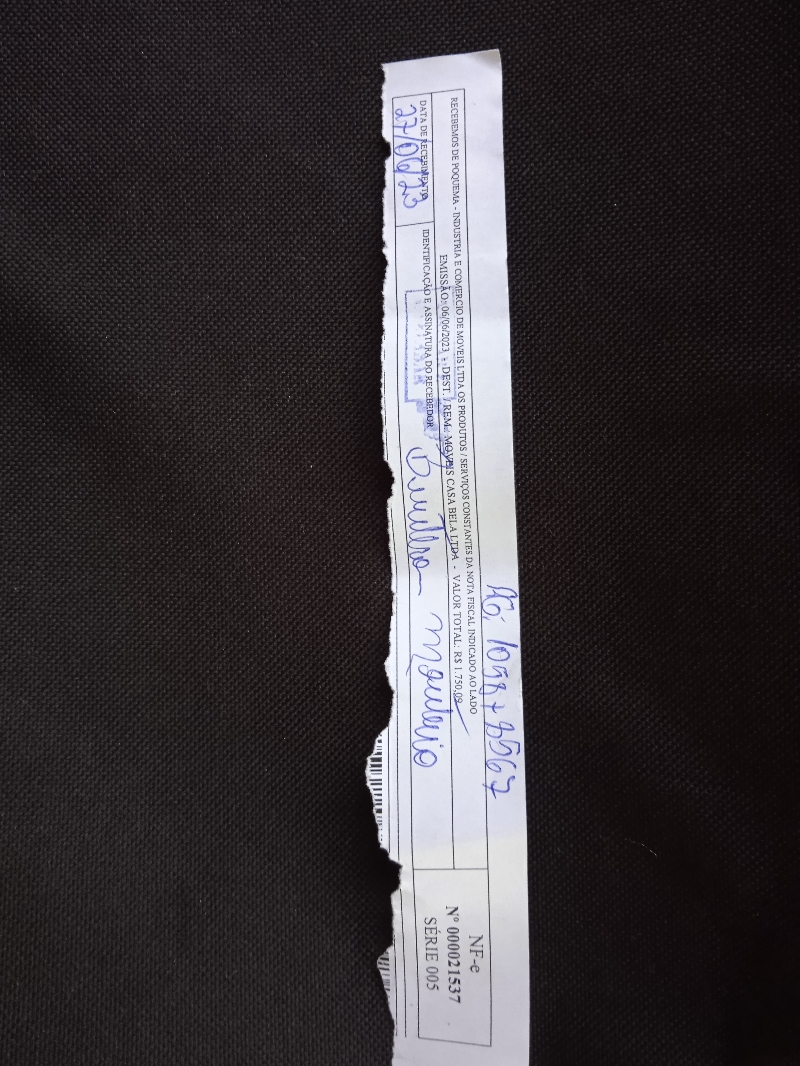 RECEBEMOS DE POQUEMA - INDUSTRIA E COMERCIO DE MOVEIS LTDA OS PRODUTOS / SERVIÇOS CONSTANTES DA NOTA FISCAL INDICADO AO LADO
EMISSÃO: 06/06/2023 - DEST. / REM.: MOVEIS CASA BELA LTDA - VALOR TOTAL: R$ 1.750,09
DATA DE RECEBIMENTO
27/06/23
IDENTIFICAÇÃO E ASSINATURA DO RECEBEDOR
NF-e
Nº 000021537
SÉRIE 005